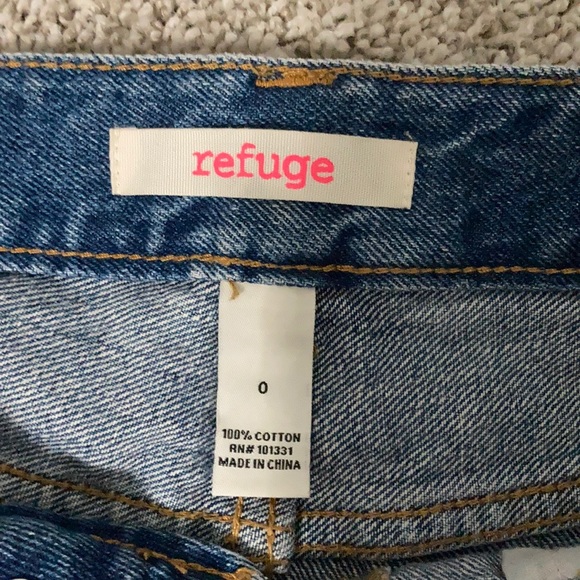 refuge
0
100% COTTON
RN# 101331
MADE IN CHINA